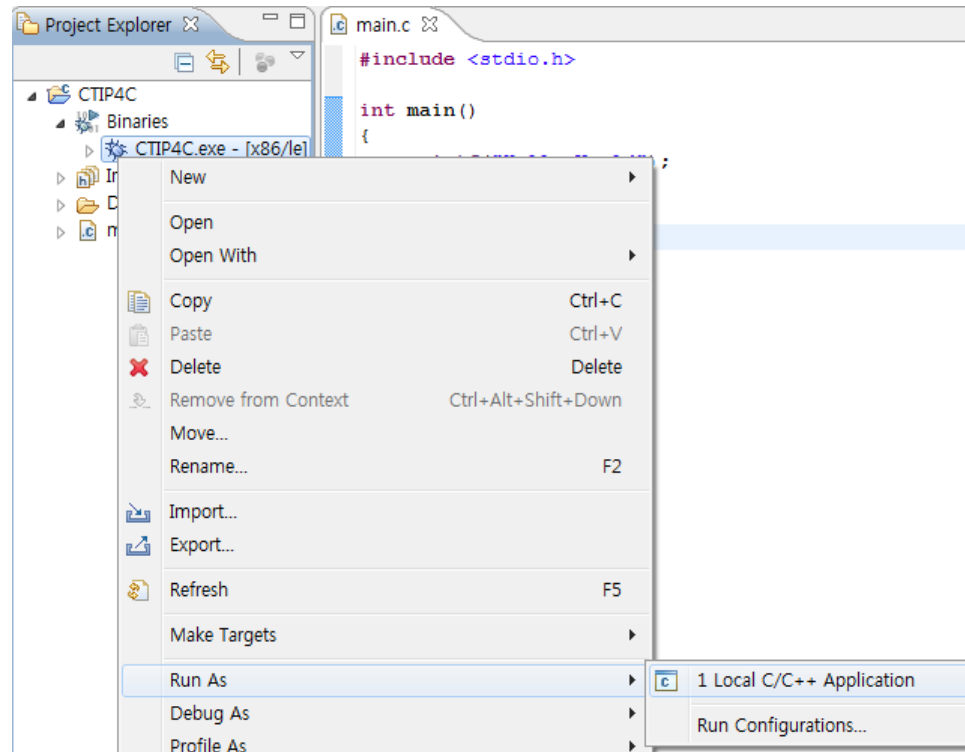 Project Explorer
main.c
#include <stdio.h>
int main()
{
;
CTIP4C
Binaries
CTIP4C.exe - [x86/le]
New
Open
Open With
Copy Ctrl+C
Paste Ctrl+V
Delete Delete
Remove from Context Ctrl+Alt+Shift+Down
Move...
Rename... F2
Import...
Export...
Refresh F5
Make Targets
Run As
Debug As
Profile As
1 Local C/C++ Application
Run Configurations...